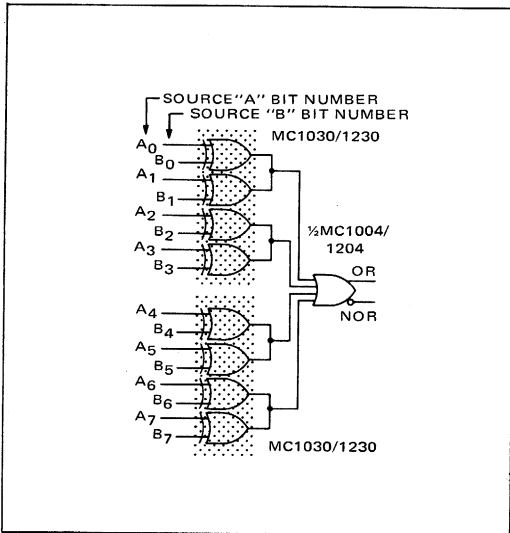 SOURCE "A" BIT NUMBER
SOURCE "B" BIT NUMBER
MC1030/1230
A0
B0
A1
B1
A2
B2
A3
B3
½MC1004/
1204
OR
NOR
A4
B4
A5
B5
A6
B6
A7
B7
MC1030/1230